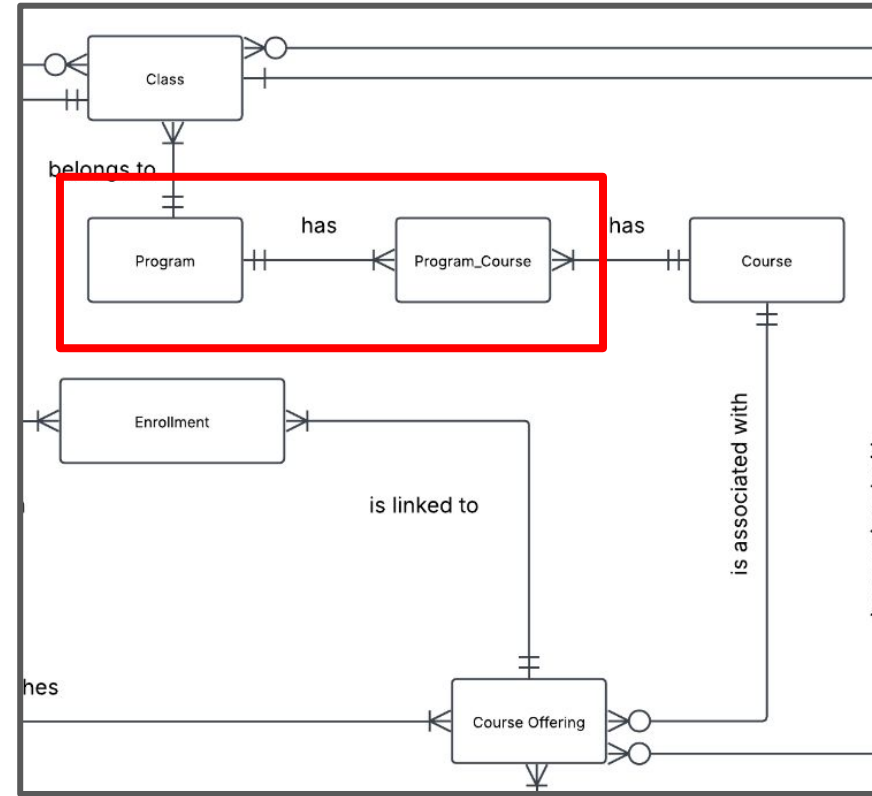 Class
belongs to
has
has
Program
Program_Course
Course
Enrollment
is associated with
is linked to
hes
Course Offering